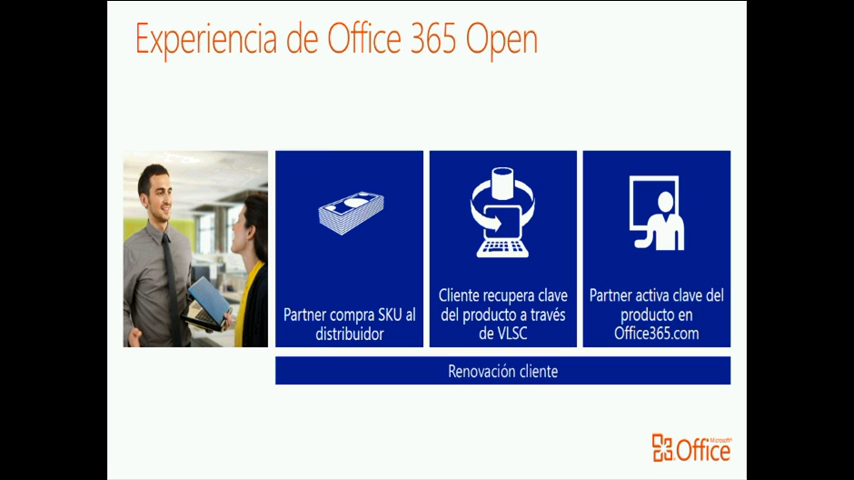 Experiencia de Office 365 Open
Partner compra SKU al
distribuidor
Cliente recupera clave
del producto a través
de VLSC
Partner activa clave del
producto en
Office365.com
Renovación cliente
Microsoft
Office